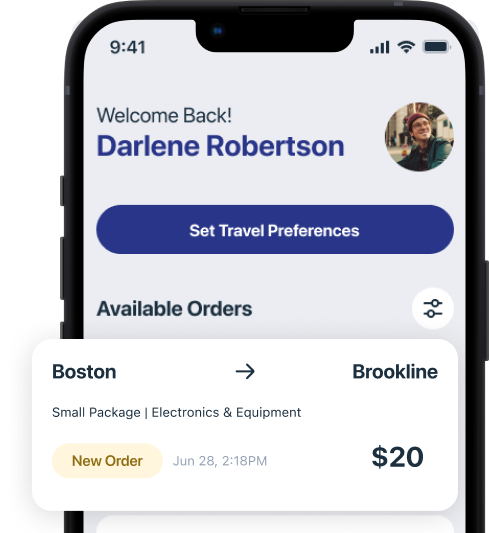 9:41
Welcome Back!
Darlene Robertson
Set Travel Preferences
Available Orders
Boston → Brookline
Small Package | Electronics & Equipment
New Order Jun 28, 2:18PM $20